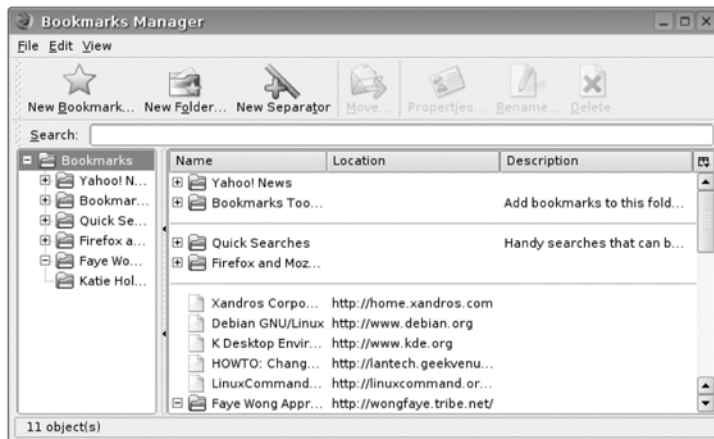 Bookmarks Manager
File Edit View
New Bookmark... New Folder... New Separator Move... Properties... Rename... Delete
Search:
Bookmarks
Yahoo! N...
Bookmar...
Quick Se...
Firefox a...
Faye Wo...
Katie Hol...
Name Location Description
Yahoo! News
Bookmarks Too... Add bookmarks to this fold...
Quick Searches Handy searches that can b...
Firefox and Moz...
Xandros Corpo... http://home.xandros.com
Debian GNU/Linux http://www.debian.org
K Desktop Envir... http://www.kde.org
HOWTO: Chang... http://lantech.geekvenu...
LinuxCommand... http://linuxcommand.or...
Faye Wong Appr... http://wongfaye.tribe.net/
11 object(s)